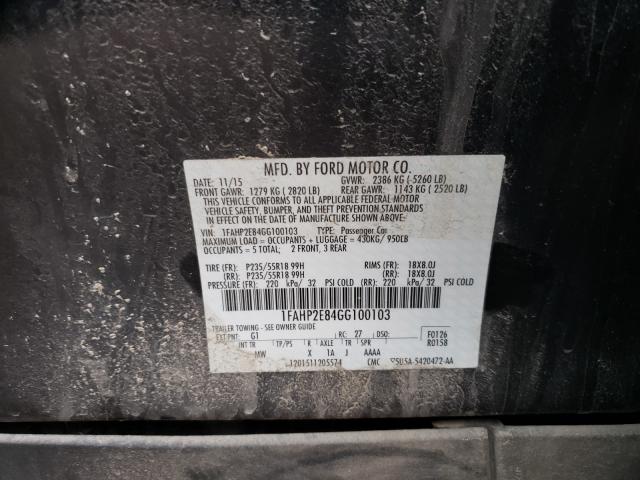 MFD. BY FORD MOTOR CO.
DATE: 11/15 GVWR: 2386 KG ( 5260 LB)
FRONT GAWR: 1279 KG ( 2820 LB) REAR GAWR: 1143 KG ( 2520 LB)
THIS VEHICLE CONFORMS TO ALL APPLICABLE FEDERAL MOTOR
VEHICLE SAFETY, BUMPER, AND THEFT PREVENTION STANDARDS
IN EFFECT ON THE DATE OF MANUFACTURE SHOWN ABOVE.
VIN: 1FAHP2E84GG100103 TYPE: Passenger Car
MAXIMUM LOAD = OCCUPANTS + LUGGAGE = 430KG/ 950LB
OCCUPANTS = 5 TOTAL: 2 FRONT, 3 REAR
TIRE (FR): P235/55R18 99H RIMS (FR): 18X8.0J
(RR): P235/55R18 99H (RR): 18X8.0J
PRESSURE (FR): 220 kPa/ 32 PSI COLD (RR): 220 kPa/ 32 PSI COLD
1FAHP2E84GG100103
TRAILER TOWING - SEE OWNER GUIDE
EXT PNT: G1 RC: 27 DSO: F0126
INT TR TP/PS R AXLE TR SPR R0158
MW X 1A J AAAA
1201511205574 CMC 5U5A-5420472-AA